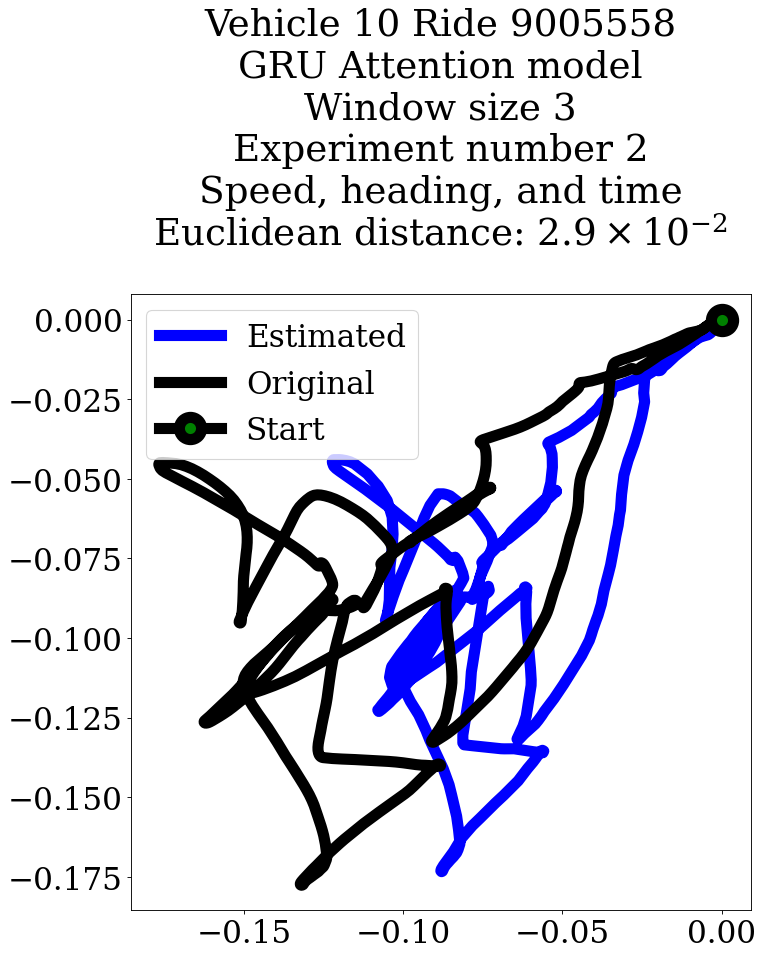 Vehicle 10 Ride 9005558
GRU Attention model
Window size 3
Experiment number 2
Speed, heading, and time
Euclidean distance: 2.9 × 10⁻²
Estimated
Original
Start
0.000
−0.025
−0.050
−0.075
−0.100
−0.125
−0.150
−0.175
−0.15 −0.10 −0.05 0.00